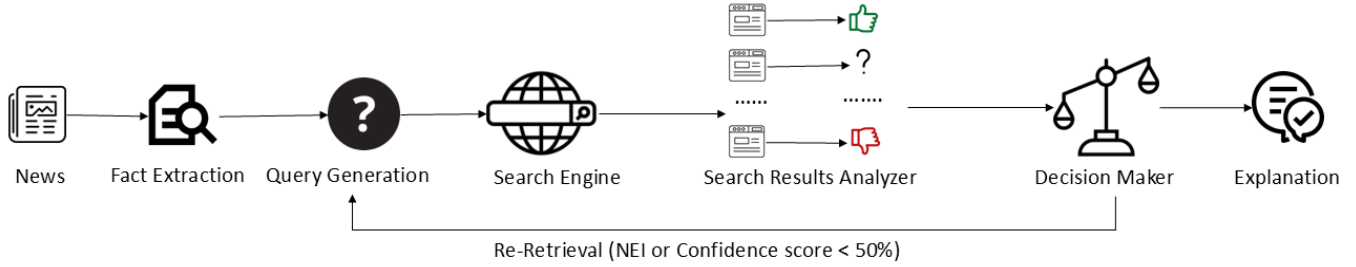 ?
?
......
.......
News
Fact Extraction
Query Generation
Search Engine
Search Results Analyzer
Decision Maker
Explanation
Re-Retrieval (NEI or Confidence score < 50%)